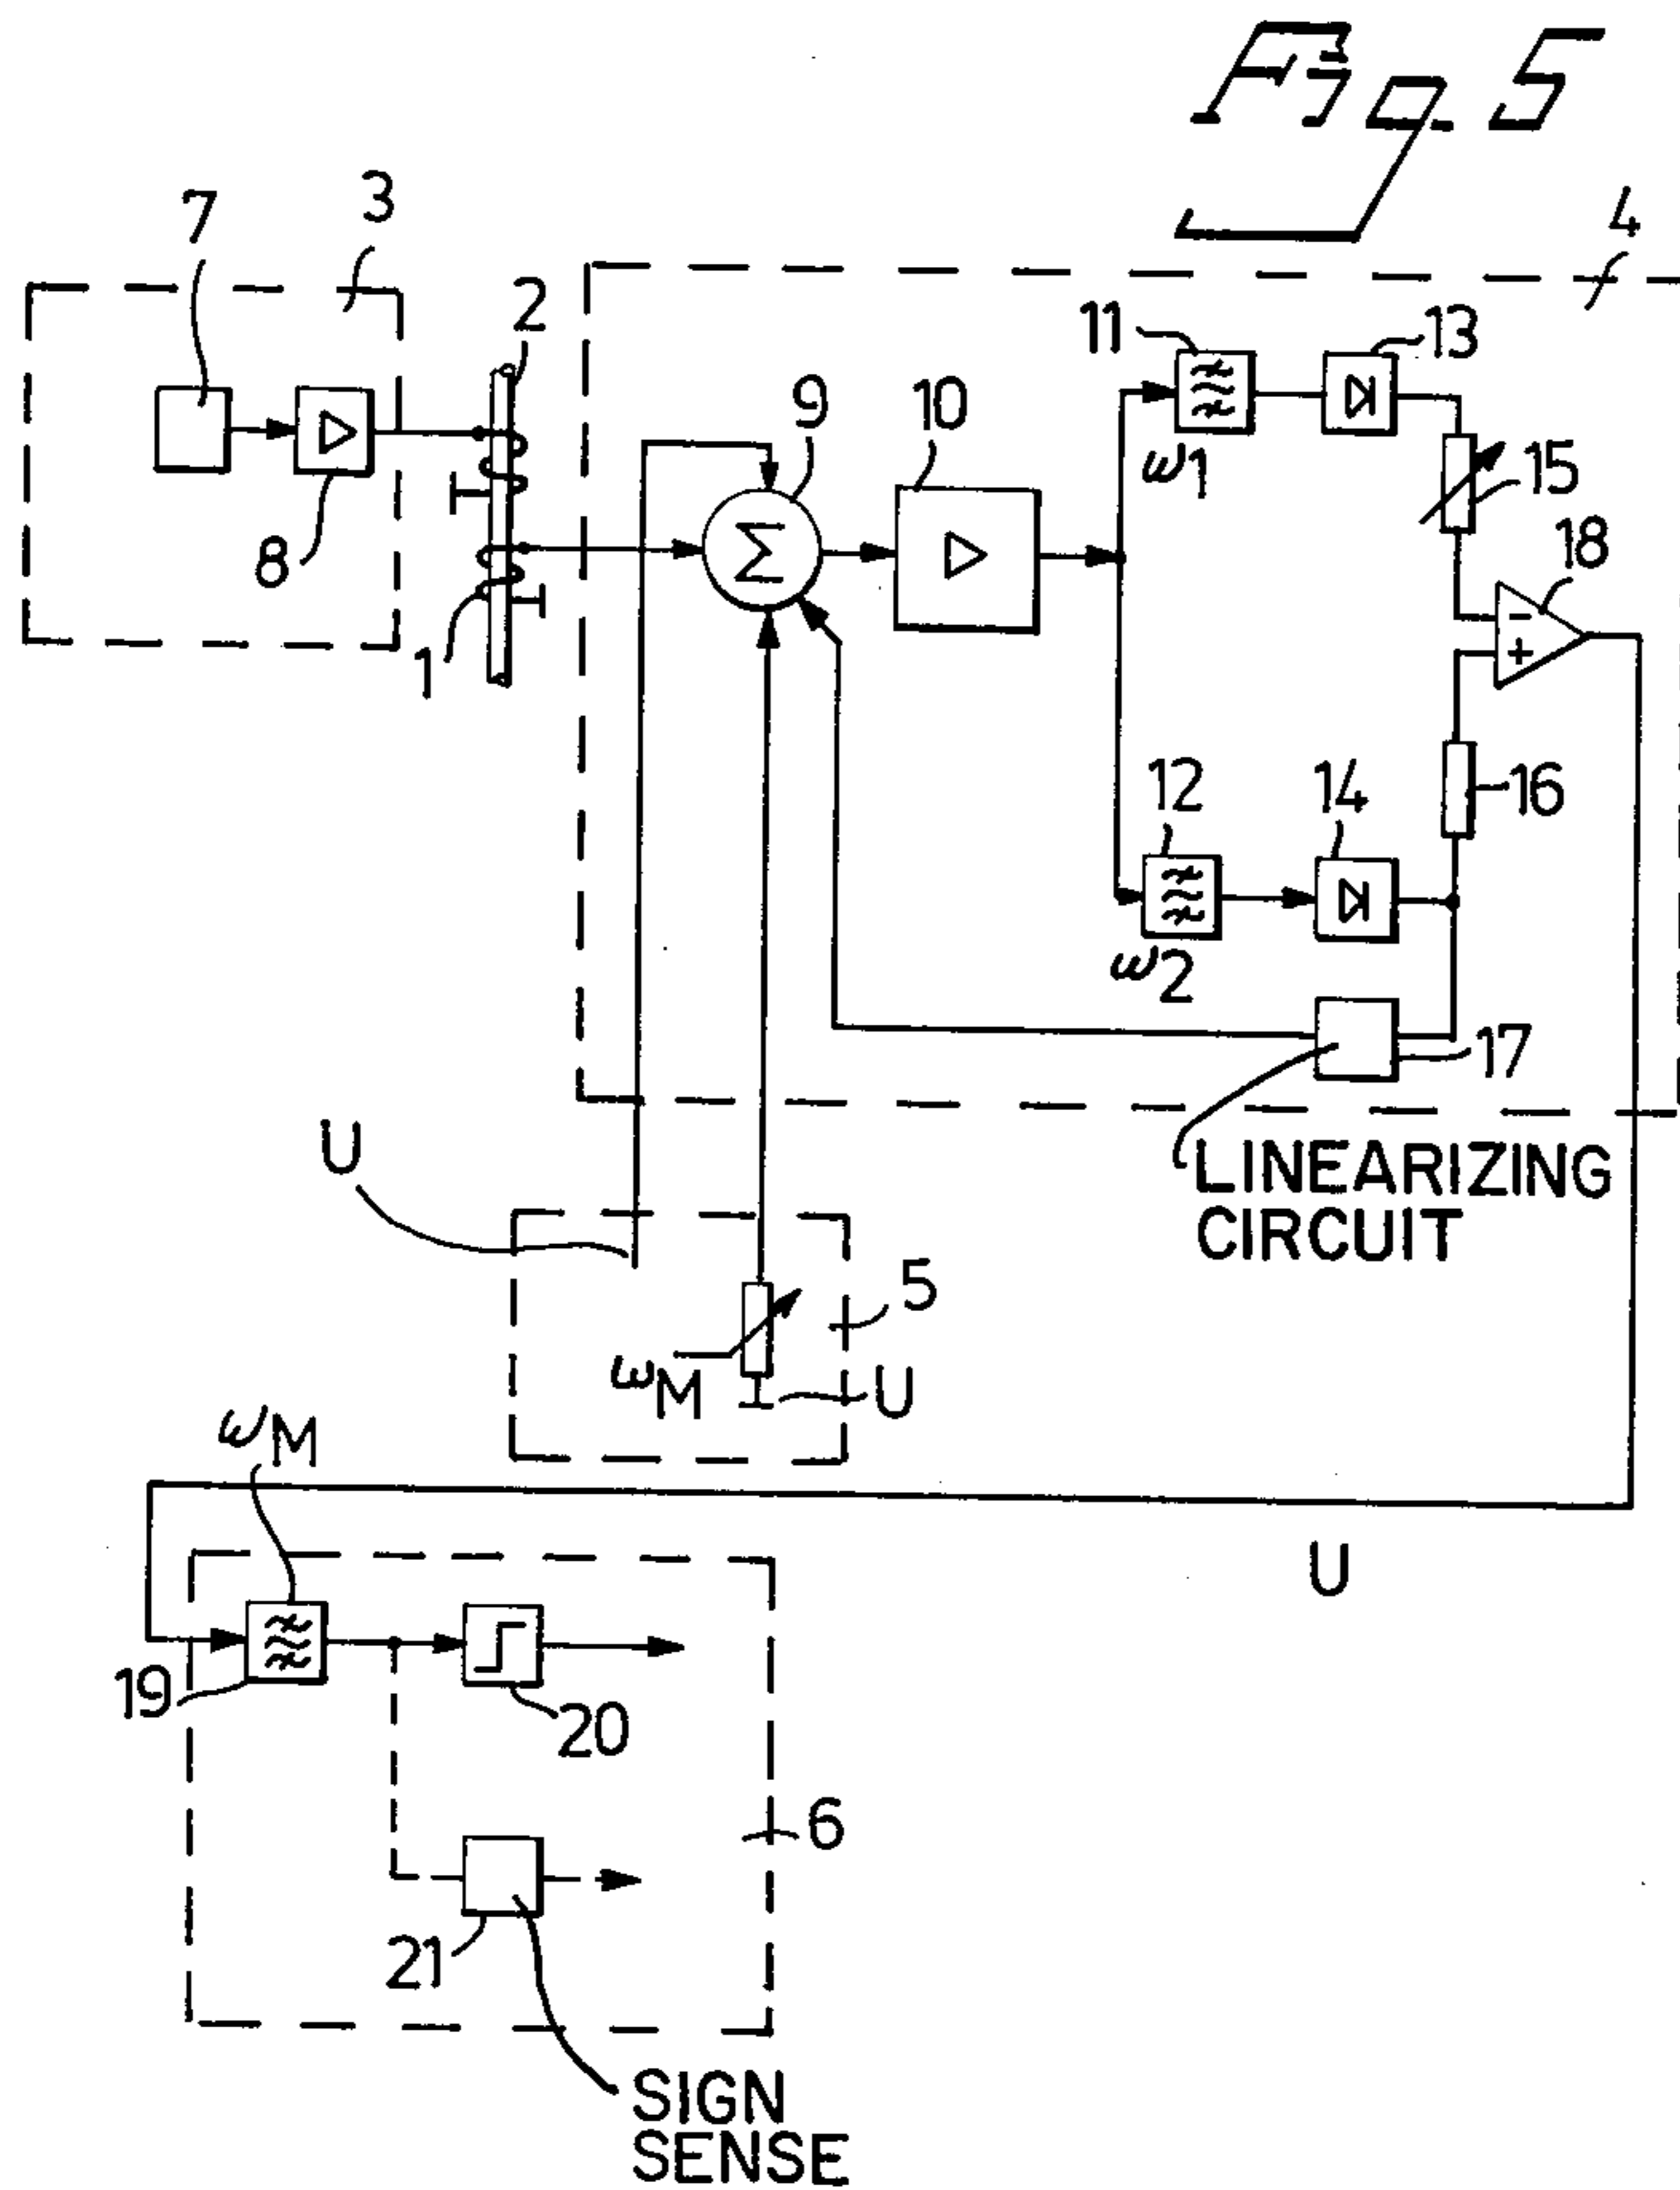 Fig. 5
7
3
2
4
11
13
9
10
ω1
15
8
18
1
12
14
16
ω2
17
U
LINEARIZING
CIRCUIT
5
ωM
U
ωM
U
19
20
6
21
SIGN
SENSE
Σ
-
+